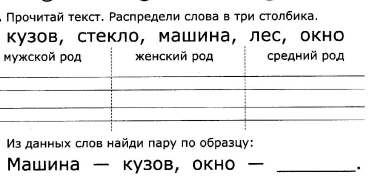 . Прочитай текст. Распредели слова в три столбика.
кузов, стекло, машина, лес, окно
мужской род женский род средний род
Из данных слов найди пару по образцу:
Машина — кузов, окно — ________.